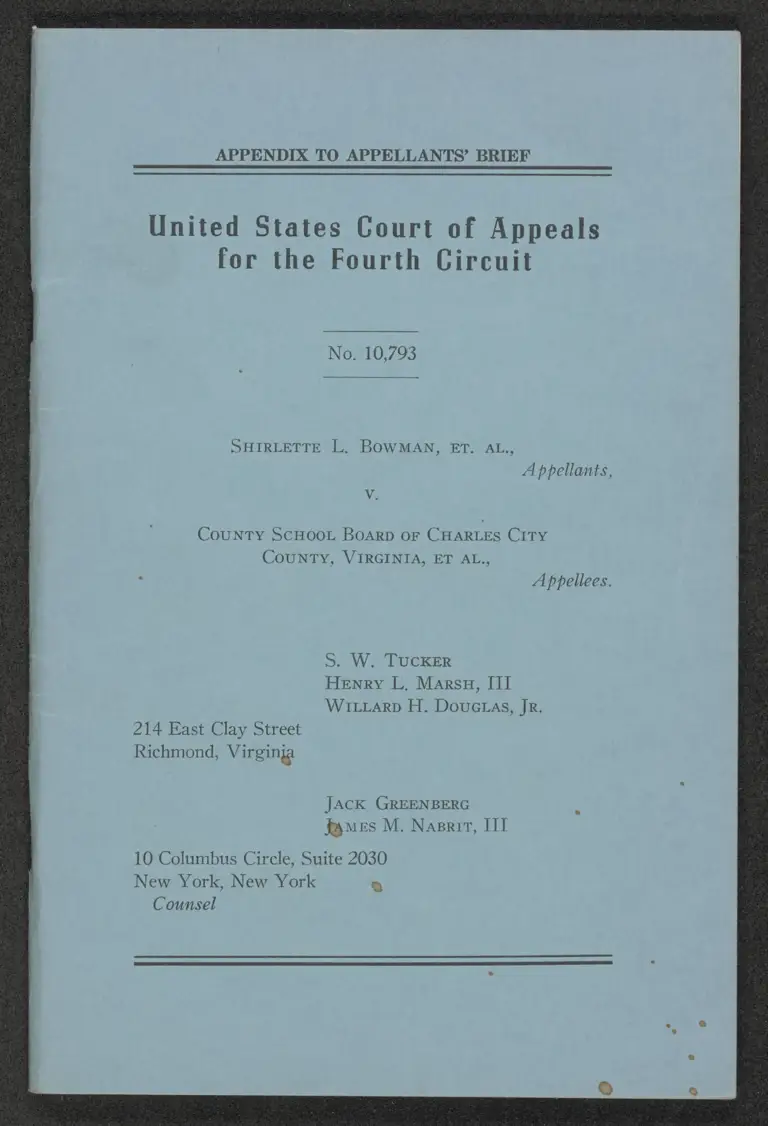 APPENDIX TO APPELLANTS' BRIEF
United States Court of Appeals
for the Fourth Circuit
No. 10,793
SHIRLETTE L. BOWMAN, ET. AL.,
Appellants,
v.
COUNTY SCHOOL BOARD OF CHARLES CITY
COUNTY, VIRGINIA, ET AL.,
Appellees.
S. W. TUCKER
HENRY L. MARSH, III
WILLARD H. DOUGLAS, JR.
214 East Clay Street
Richmond, Virginia
JACK GREENBERG
JAMES M. NABRIT, III
10 Columbus Circle, Suite 2030
New York, New York
Counsel